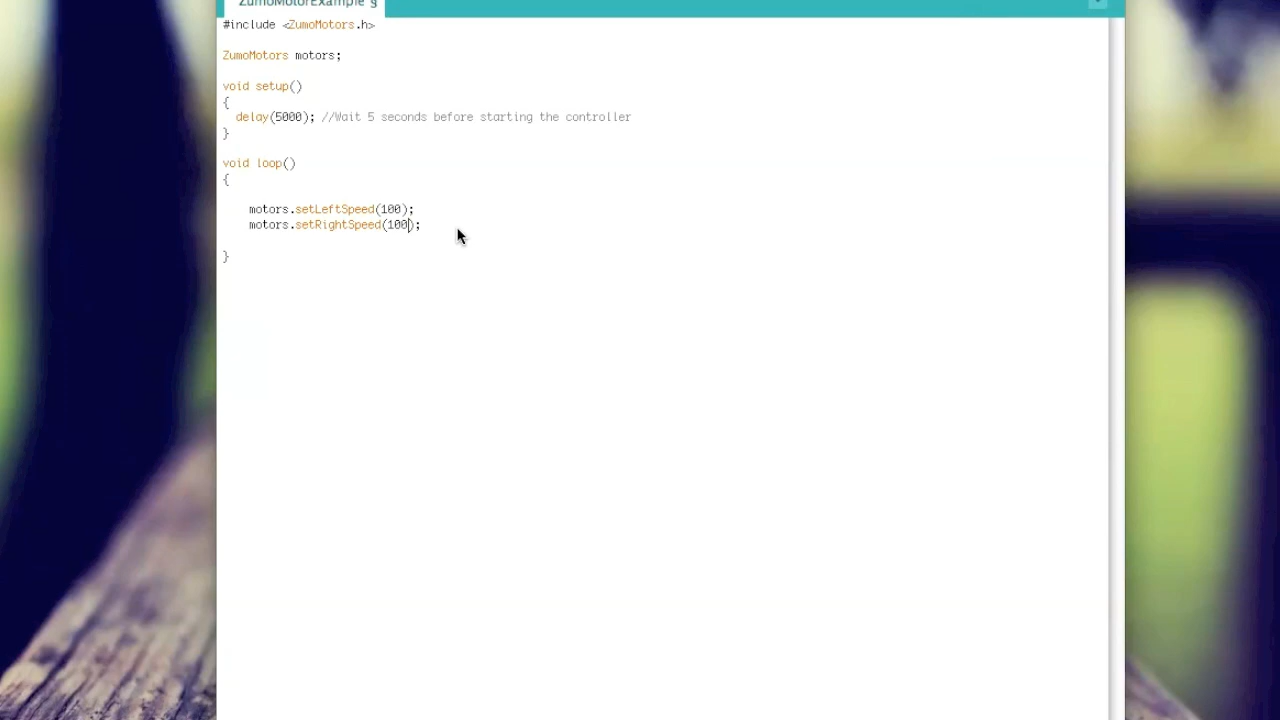 ZumoMotorExample §
#include <ZumoMotors.h>
ZumoMotors motors;
void setup()
{
delay(5000); //Wait 5 seconds before starting the controller
}
void loop()
{
motors.setLeftSpeed(100);
motors.setRightSpeed(100);
}